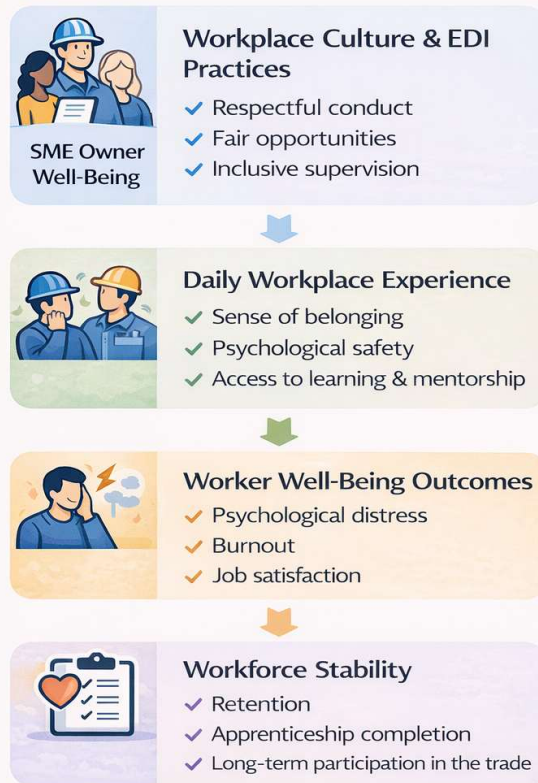 Workplace Culture & EDI
Practices
✓ Respectful conduct
✓ Fair opportunities
✓ Inclusive supervision
SME Owner
Well-Being
Daily Workplace Experience
✓ Sense of belonging
✓ Psychological safety
✓ Access to learning & mentorship
Worker Well-Being Outcomes
✓ Psychological distress
✓ Burnout
✓ Job satisfaction
Workforce Stability
✓ Retention
✓ Apprenticeship completion
✓ Long-term participation in the trade